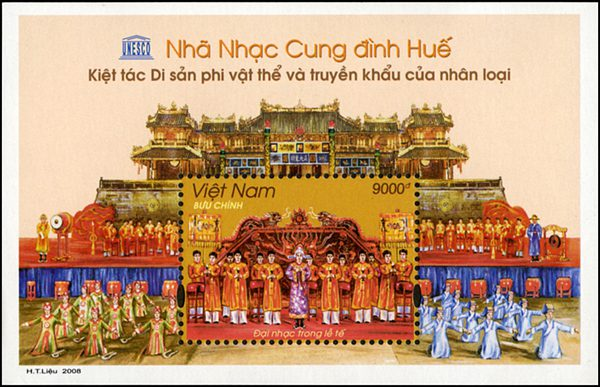 UNESCO
Nhã Nhạc Cung đình Huế
Kiệt tác Di sản phi vật thể và truyền khẩu của nhân loại
Việt Nam
9000đ
BƯU CHÍNH
Đại nhạc trong lễ tế
H.T.Liệu 2008